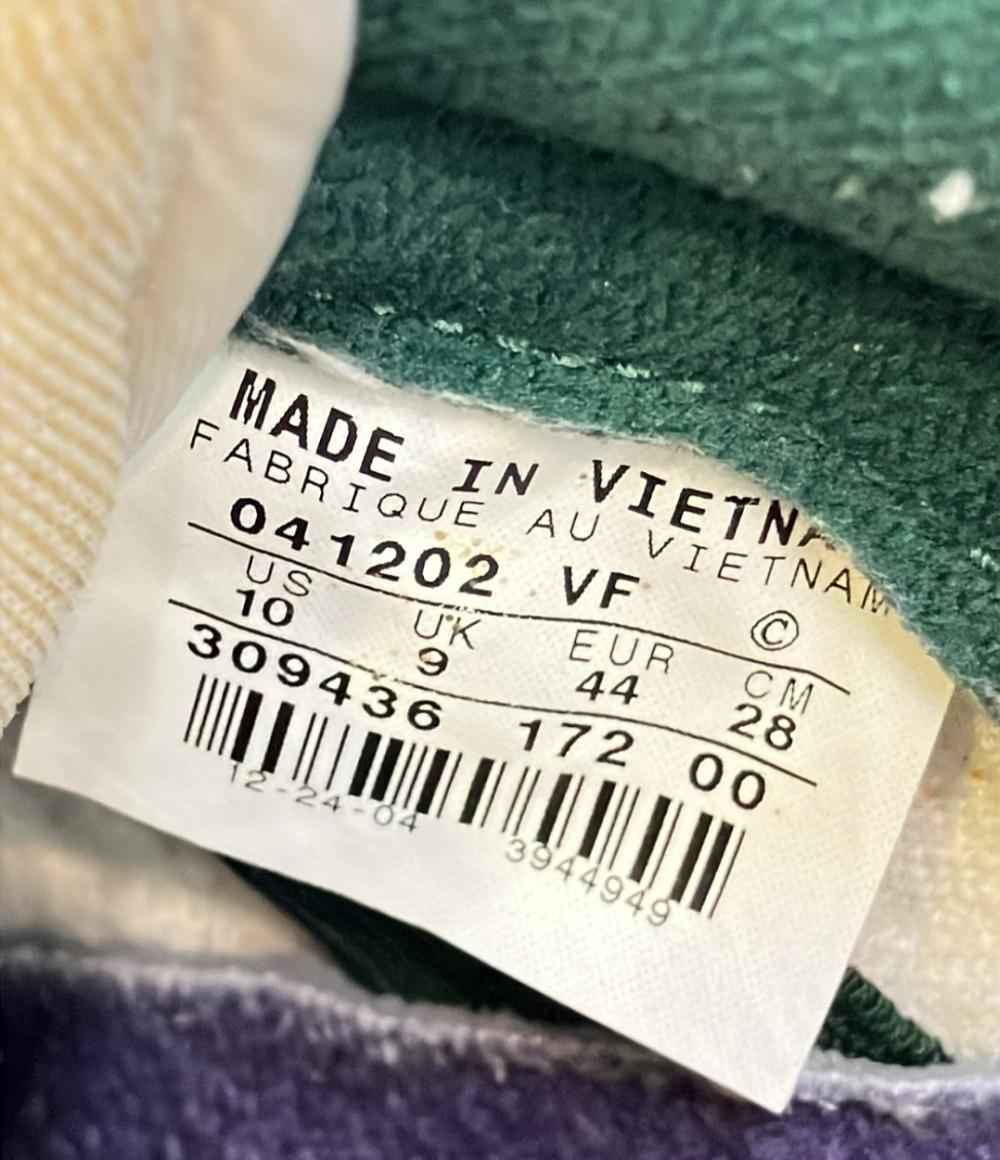 MADE IN VIETNA
FABRIQUE AU VIETNAM
041202 VF ©
US UK EUR CM
10 9 44 28
309436 172 00
12-24-04 3944949